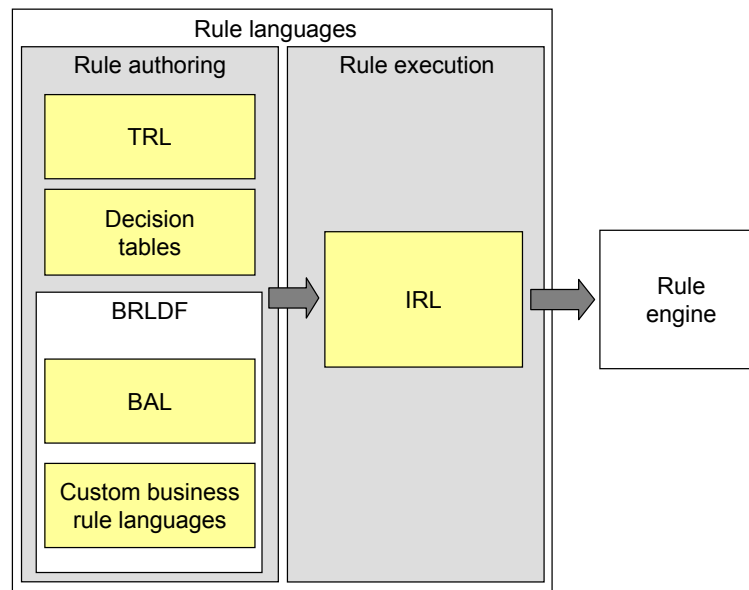 Rule languages
Rule authoring
TRL
Decision
tables
BRLDF
BAL
Custom business
rule languages
Rule execution
IRL
Rule
engine